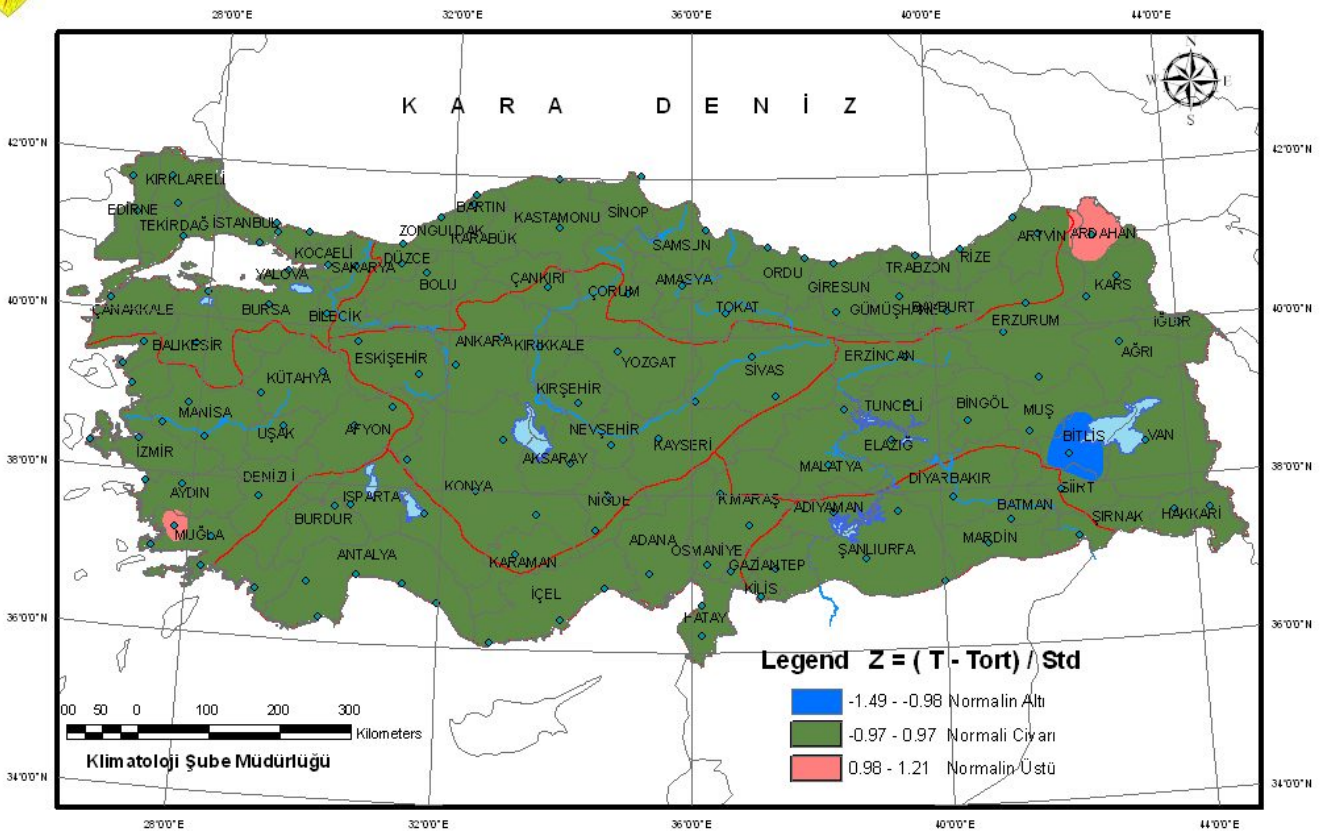 28°0'0"E 32°0'0"E 36°0'0"E 40°0'0"E 44°0'0"E
N
W E
S
K A R A D E N İ Z
42°0'0"N 42°0'0"N
KIRKLARELİ
EDİRNE
TEKİRDAĞ İSTANBUL
KOCAELİ
YALOVA SAKARYA DÜZCE
ZONGULDAK BARTIN
KARABÜK KASTAMONU SİNOP
BOLU ÇANKIRI ÇORUM
SAMSUN
AMASYA
TOKAT
ORDU
GİRESUN
TRABZON
RİZE
ARTVİN ARDAHAN
KARS
GÜMÜŞHANE BAYBURT
ERZURUM
IĞDIR
AĞRI
40°0'0"N 40°0'0"N
ÇANAKKALE
BURSA
BİLECİK
BALIKESİR
ESKİŞEHİR
ANKARA KIRIKKALE
YOZGAT
SİVAS
ERZİNCAN
KÜTAHYA
KIRŞEHİR
TUNCELİ
BİNGÖL
MUŞ
MANİSA
UŞAK
AFYON
NEVŞEHİR
KAYSERİ
ELAZIĞ
BİTLİS
VAN
İZMİR
AKSARAY
MALATYA
38°0'0"N 38°0'0"N
DENİZLİ
DİYARBAKIR
SİİRT
AYDIN
ISPARTA
KONYA
NİĞDE
K.MARAŞ
ADIYAMAN
BATMAN
BURDUR
ŞIRNAK
HAKKARİ
MUĞLA
MARDİN
ANTALYA
KARAMAN
ADANA
OSMANİYE
GAZİANTEP
ŞANLIURFA
KİLİS
İÇEL
HATAY
36°0'0"N 36°0'0"N
Legend Z = ( T - Tort) / Std
-1.49 - -0.98 Normalin Altı
-0.97 - 0.97 Normali Civarı
0.98 - 1.21 Normalin Üstü
00 50 0 100 200 300
Kilometers
Klimatoloji Şube Müdürlüğü
34°0'0"N 34°0'0"N
28°0'0"E 32°0'0"E 36°0'0"E 40°0'0"E 44°0'0"E